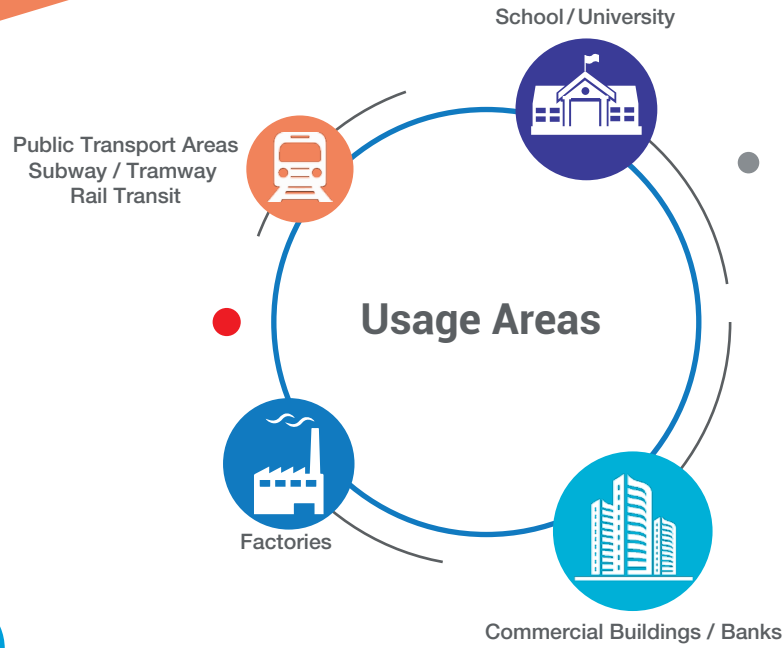 School / University
Public Transport Areas
Subway / Tramway
Rail Transit
Usage Areas
Factories
Commercial Buildings / Banks